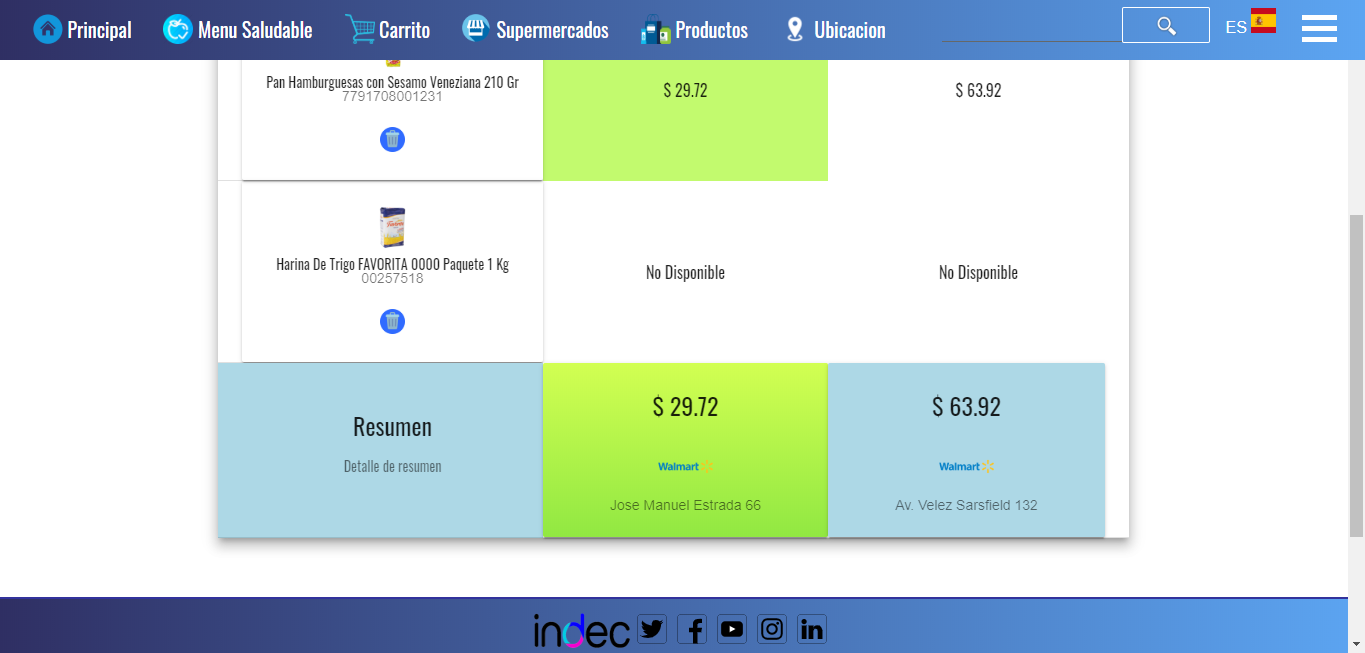 Principal Menu Saludable Carrito Supermercados Productos Ubicacion ES
Pan Hamburguesas con Sesamo Veneziana 210 Gr
7791708001231
$ 29.72
$ 63.92
Harina De Trigo FAVORITA 0000 Paquete 1 Kg
00257518
No Disponible
No Disponible
Resumen
Detalle de resumen
$ 29.72
Walmart
Jose Manuel Estrada 66
$ 63.92
Walmart
Av. Velez Sarsfield 132
indec